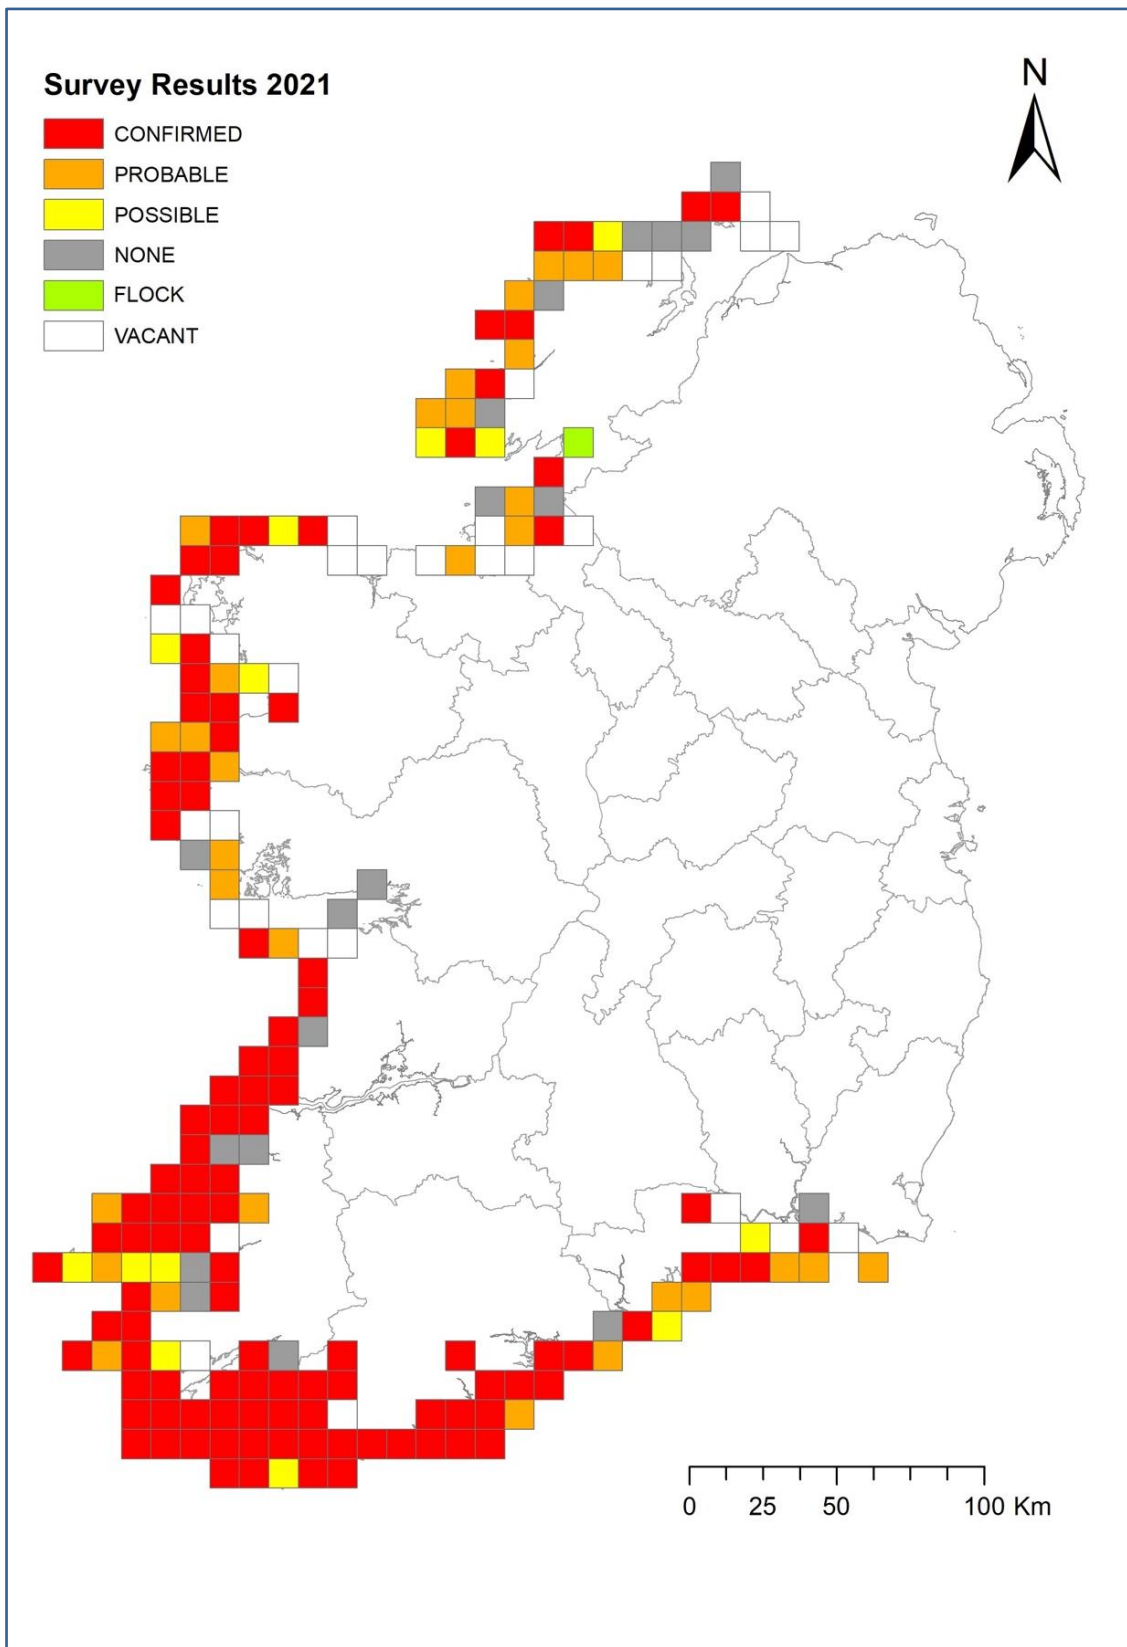 Survey Results 2021
N
CONFIRMED
PROBABLE
POSSIBLE
NONE
FLOCK
VACANT
0 25 50 100 Km